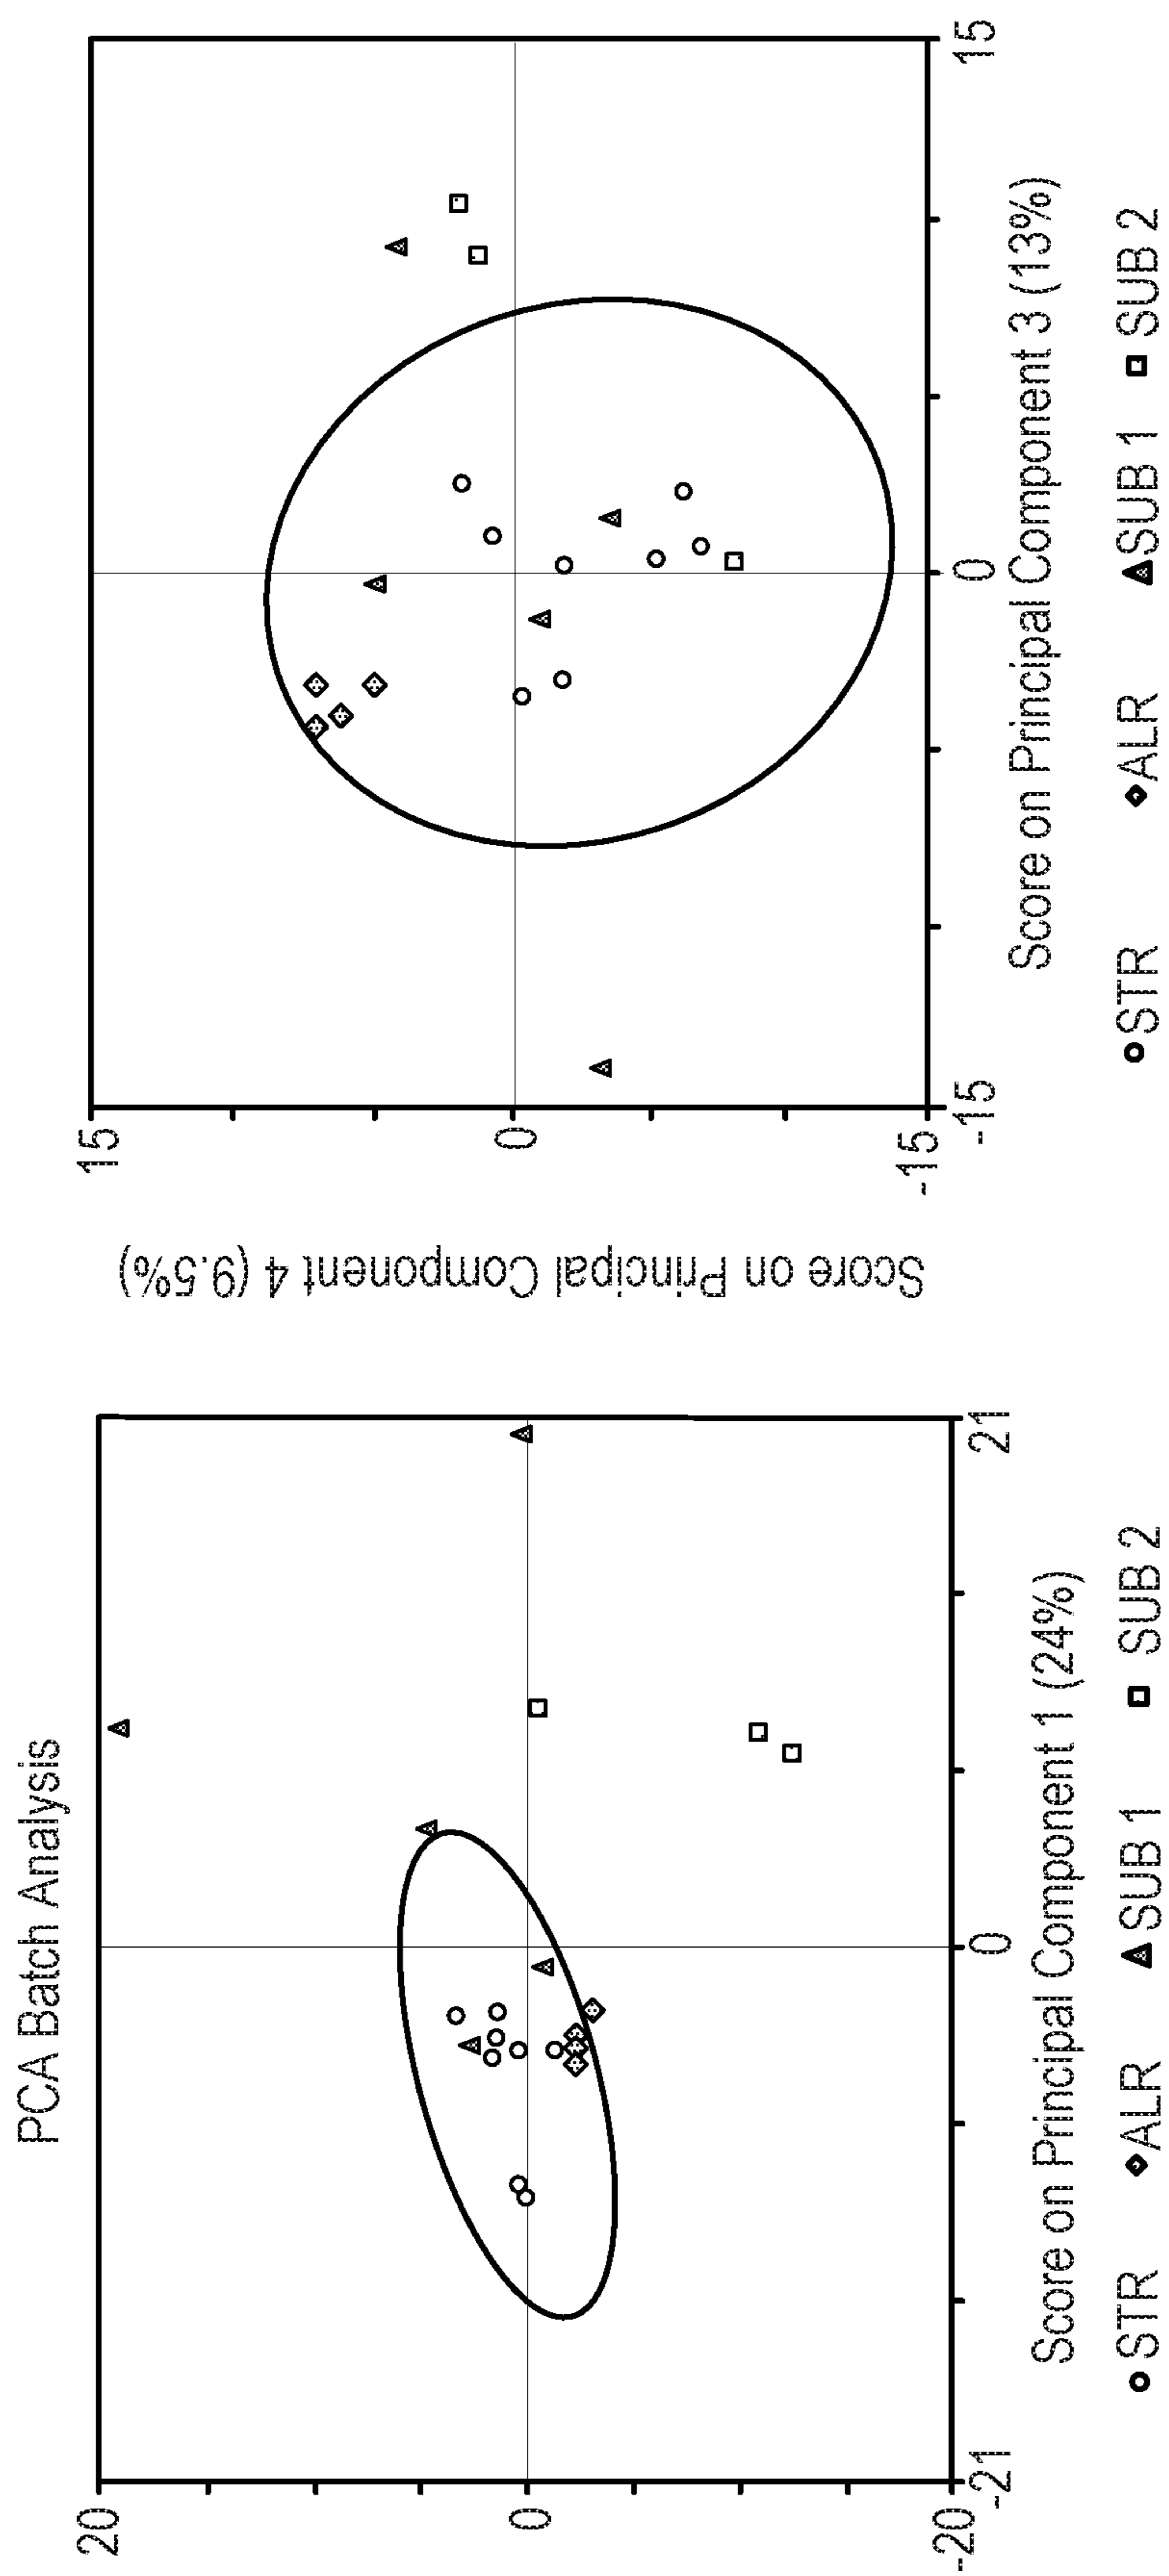 PCA Batch Analysis
20
0
-20
-21
0
21
Score on Principal Component 1 (24%)
STR
ALR
SUB 1
SUB 2
Score on Principal Component 4 (9.5%)
15
0
-15
-15
0
15
Score on Principal Component 3 (13%)
STR
ALR
SUB 1
SUB 2